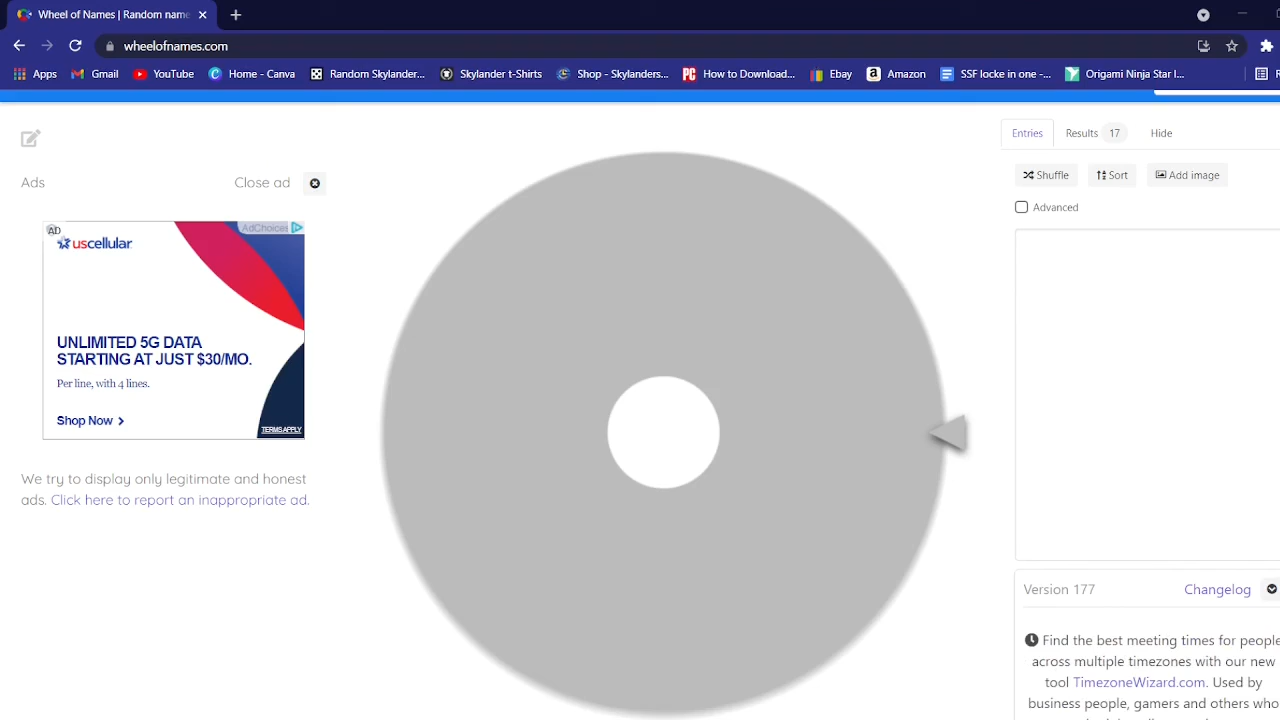 Wheel of Names | Random name
wheelofnames.com
Apps Gmail YouTube Home - Canva Random Skylander... Skylander t-Shirts Shop - Skylanders... How to Download... Ebay Amazon SSF locke in one -... Origami Ninja Star I...
Entries Results 17 Hide
Ads Close ad
Shuffle Sort Add image
Advanced
AD AdChoices
uscellular
UNLIMITED 5G DATA
STARTING AT JUST $30/MO.
Per line, with 4 lines.
Shop Now
TERMS APPLY
We try to display only legitimate and honest
ads. Click here to report an inappropriate ad.
Version 177 Changelog
Find the best meeting times for people
across multiple timezones with our new
tool TimezoneWizard.com. Used by
business people, gamers and others who